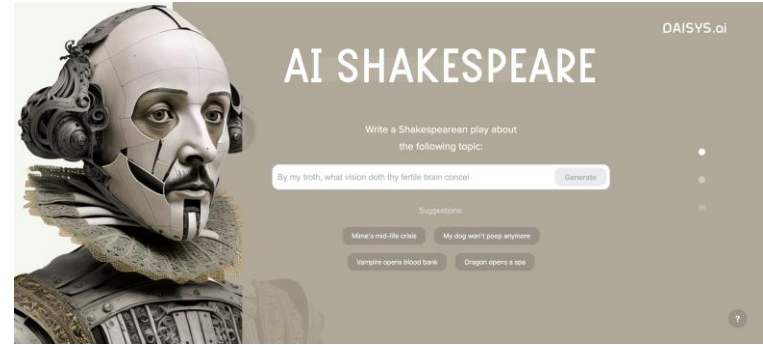 DAISYS.ai
AI SHAKESPEARE
Write a Shakespearean play about
the following topic:
By my troth, what vision doth thy fertile brain concei
Generate
Suggestions:
Mime's mid-life crisis
My dog won't poop anymore
Vampire opens blood bank
Dragon opens a spa
?